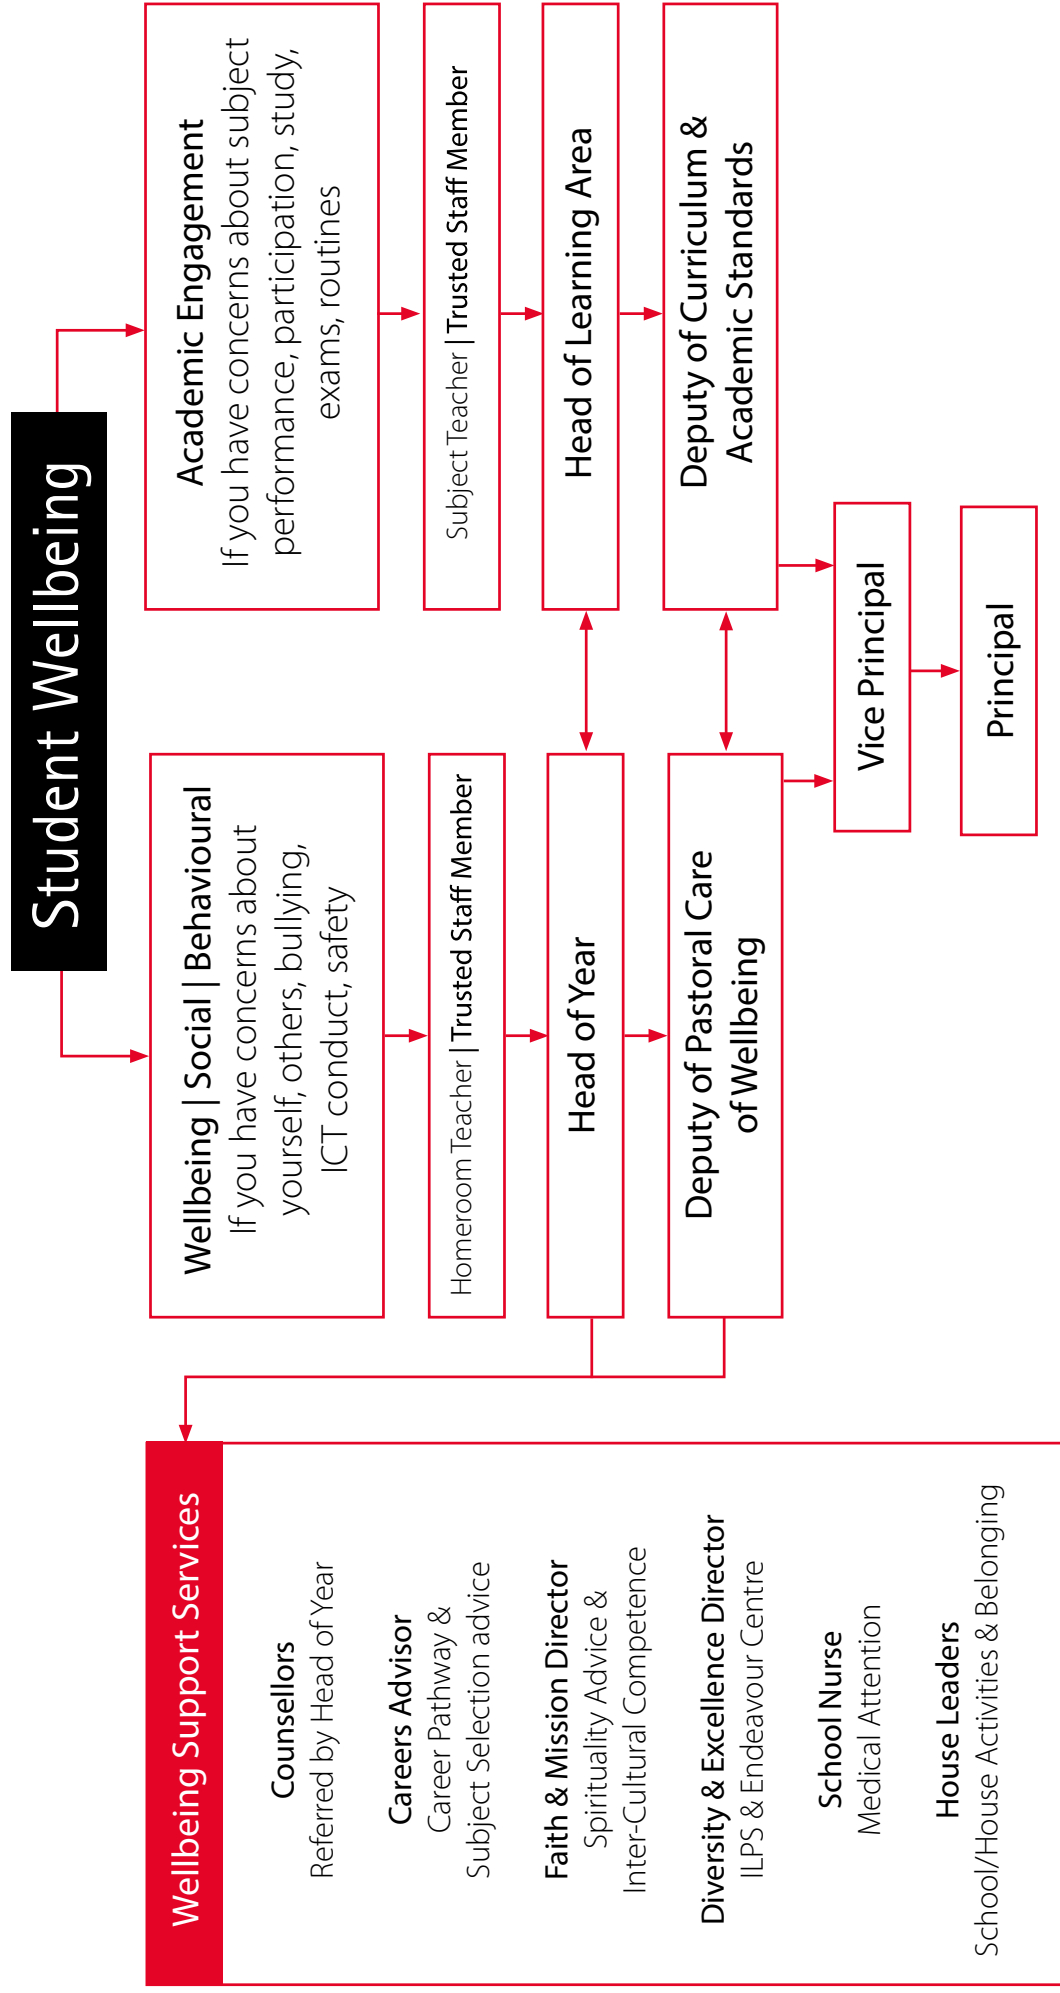 Student Wellbeing
Wellbeing Support Services
Counsellors
Referred by Head of Year
Careers Advisor
Career Pathway &
Subject Selection advice
Faith & Mission Director
Spirituality Advice &
Inter-Cultural Competence
Diversity & Excellence Director
ILPS & Endeavour Centre
School Nurse
Medical Attention
House Leaders
School/House Activities & Belonging
Wellbeing | Social | Behavioural
If you have concerns about
yourself, others, bullying,
ICT conduct, safety
Homeroom Teacher | Trusted Staff Member
Head of Year
Deputy of Pastoral Care
of Wellbeing
Academic Engagement
If you have concerns about subject
performance, participation, study,
exams, routines
Subject Teacher | Trusted Staff Member
Head of Learning Area
Deputy of Curriculum &
Academic Standards
Vice Principal
Principal